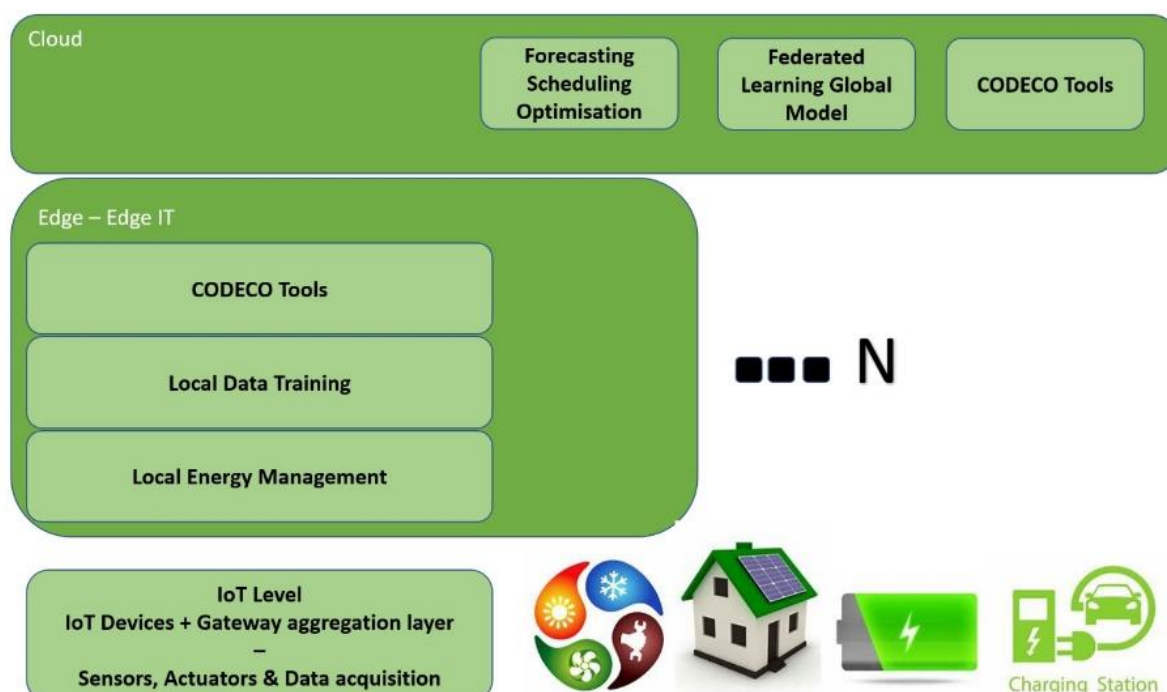 Cloud
Forecasting
Scheduling
Optimisation
Federated
Learning Global
Model
CODECO Tools
Edge – Edge IT
CODECO Tools
Local Data Training
Local Energy Management
N
IoT Level
IoT Devices + Gateway aggregation layer
–
Sensors, Actuators & Data acquisition
Charging Station